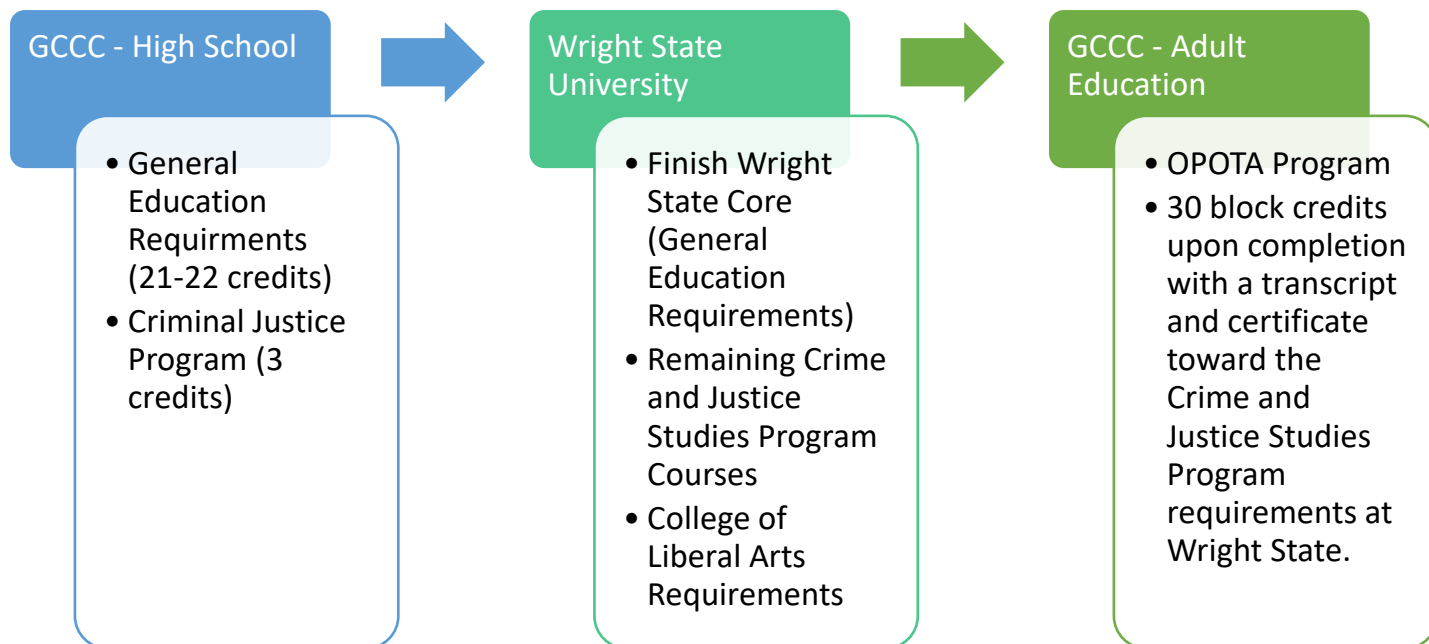 GCCC - High School
• General
Education
Requirments
(21-22 credits)
• Criminal Justice
Program (3
credits)
Wright State
University
• Finish Wright
State Core
(General
Education
Requirements)
• Remaining Crime
and Justice
Studies Program
Courses
• College of
Liberal Arts
Requirements
GCCC - Adult
Education
• OPOTA Program
• 30 block credits
upon completion
with a transcript
and certificate
toward the
Crime and
Justice Studies
Program
requirements at
Wright State.